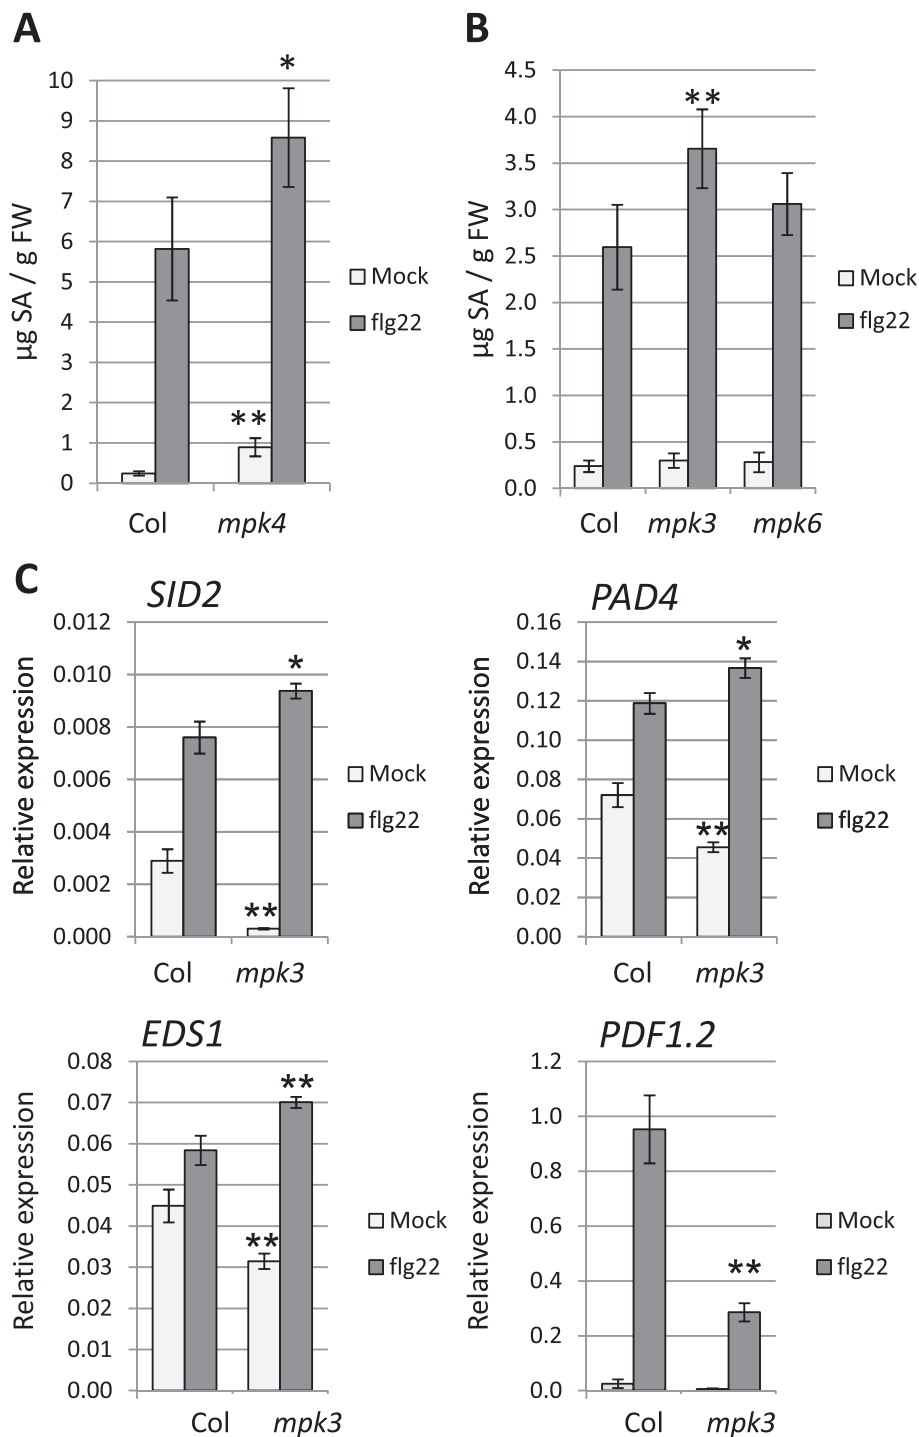 A
*
10
9
8
7
6
5
4
3
2
1
0
µg SA / g FW
**
Mock
flg22
Col mpk4
B
4.5
4.0
3.5
3.0
2.5
2.0
1.5
1.0
0.5
0.0
µg SA / g FW
**
Mock
flg22
Col mpk3 mpk6
C
SID2
0.012
0.010
0.008
0.006
0.004
0.002
0.000
Relative expression
*
**
Mock
flg22
Col mpk3
PAD4
0.16
0.14
0.12
0.10
0.08
0.06
0.04
0.02
0.00
Relative expression
*
**
Mock
flg22
Col mpk3
EDS1
0.08
0.07
0.06
0.05
0.04
0.03
0.02
0.01
0.00
Relative expression
**
**
Mock
flg22
Col mpk3
PDF1.2
1.2
1.0
0.8
0.6
0.4
0.2
0.0
Relative expression
**
Mock
flg22
Col mpk3